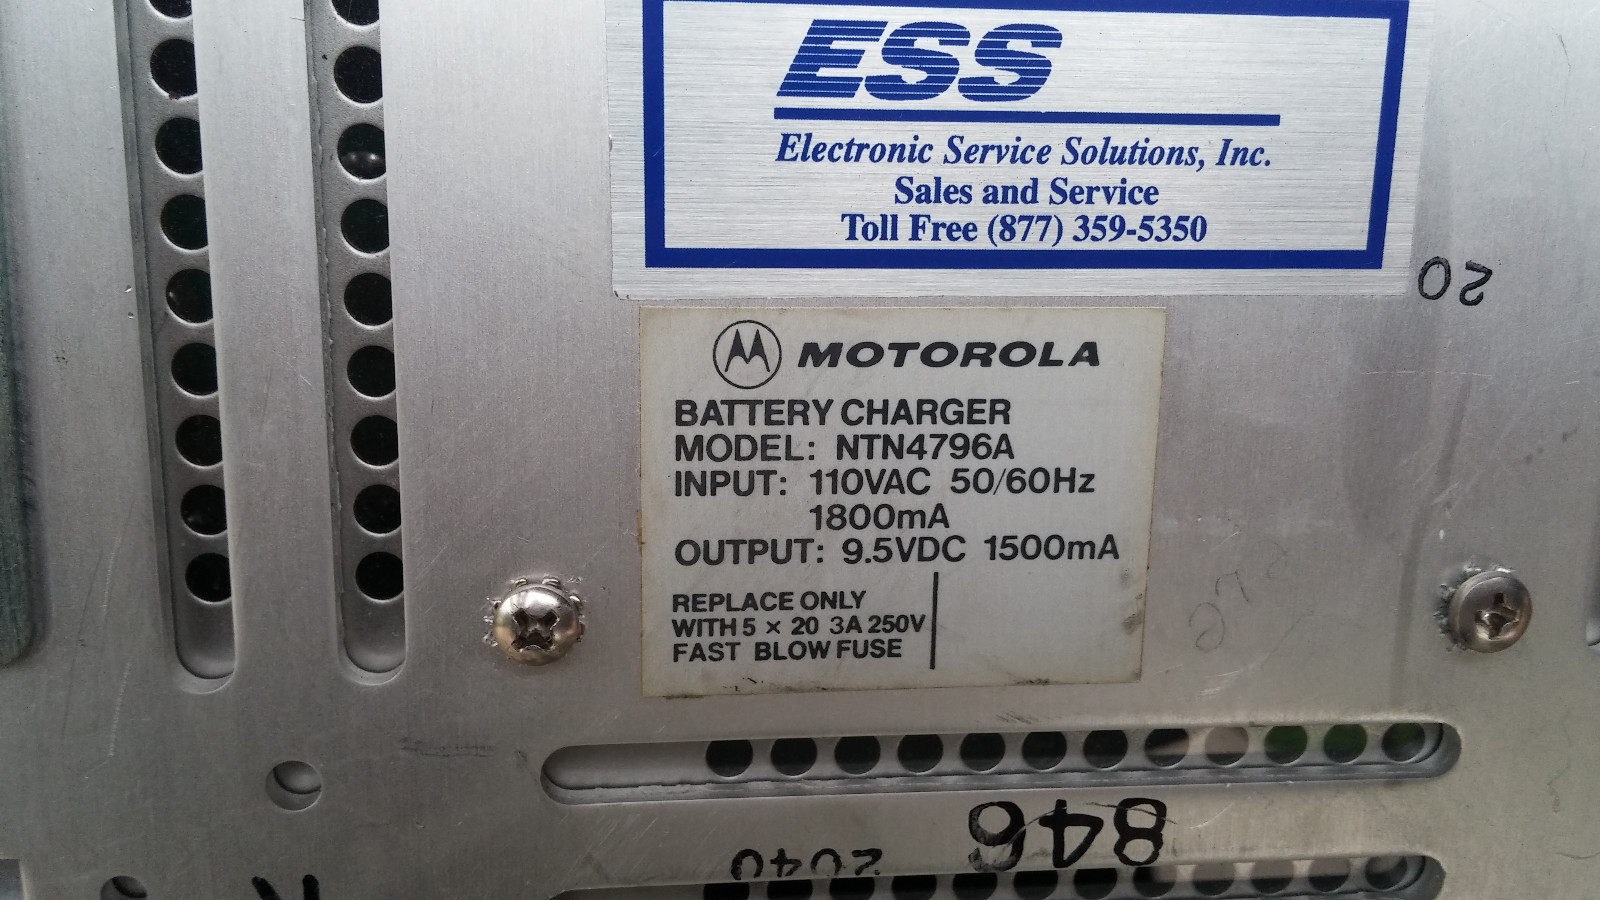 ESS
Electronic Service Solutions, Inc.
Sales and Service
Toll Free (877) 359-5350
20
MOTOROLA
BATTERY CHARGER
MODEL: NTN4796A
INPUT: 110VAC 50/60Hz
1800mA
OUTPUT: 9.5VDC 1500mA
REPLACE ONLY
WITH 5 × 20 3A 250V
FAST BLOW FUSE
846
2040